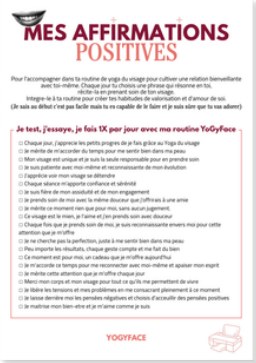 MES AFFIRMATIONS
POSITIVES
Pour t'accompagner dans ta routine de yoga du visage pour cultiver une relation bienveillante
avec toi-même. Chaque jour tu choisis une phrase qui résonne en toi,
récite-la en prenant soin de ton visage.
Intègre-le à ta routine pour créer tes habitudes de valorisation et d'amour de soi.
(Je sais au début c'est pas facile mais tu es capable de le faire et je suis sûre que tu vas adorer)
Je test, j'essaye, je fais 1X par jour avec ma routine YoGyFace
Chaque jour, j'apprécie les petits progrès de je fais grâce au Yoga du visage
Je mérite de m'accorder du temps pour me sentir bien dans ma peau
Mon visage est unique et je suis la seule responsable pour en prendre soin
Je suis patiente avec moi-même et reconnaissante de mon évolution
J'apprécie voir mon visage se détendre
Chaque séance m'apporte confiance et sérénité
Je suis fière de mon assiduité et de mon engagement
Je prends soin de moi avec la même douceur que j'offrirais à une amie
Je mérite ce moment rien que pour moi, sans aucun jugement.
Ce visage est le mien, je l'aime et j'en prends soin avec douceur
Chaque fois que je prends soin de moi, je suis reconnaissante envers moi pour cette
attention que je m'offre
Je ne cherche pas la perfection, juste à me sentir bien dans ma peau
Peu importe les résultats, chaque geste compte et me fait du bien
Ce moment est pour moi, un cadeau que je m'offre aujourd'hui
Je m'accorde ce temps pour me reconnecter avec moi-même et apaiser mon esprit
Je mérite cette attention que je m'offre chaque jour
Merci mon corps et mon visage pour tout ce qu'ils me permettent de vivre
Je libère les tensions et mes problèmes en me consacrant pleinement à ce moment
Je laisse derrière moi les pensées négatives et choisis d'accueillir des pensées positives
Je maîtrise mon bien-être et je m'aime comme je suis
YOGYFACE